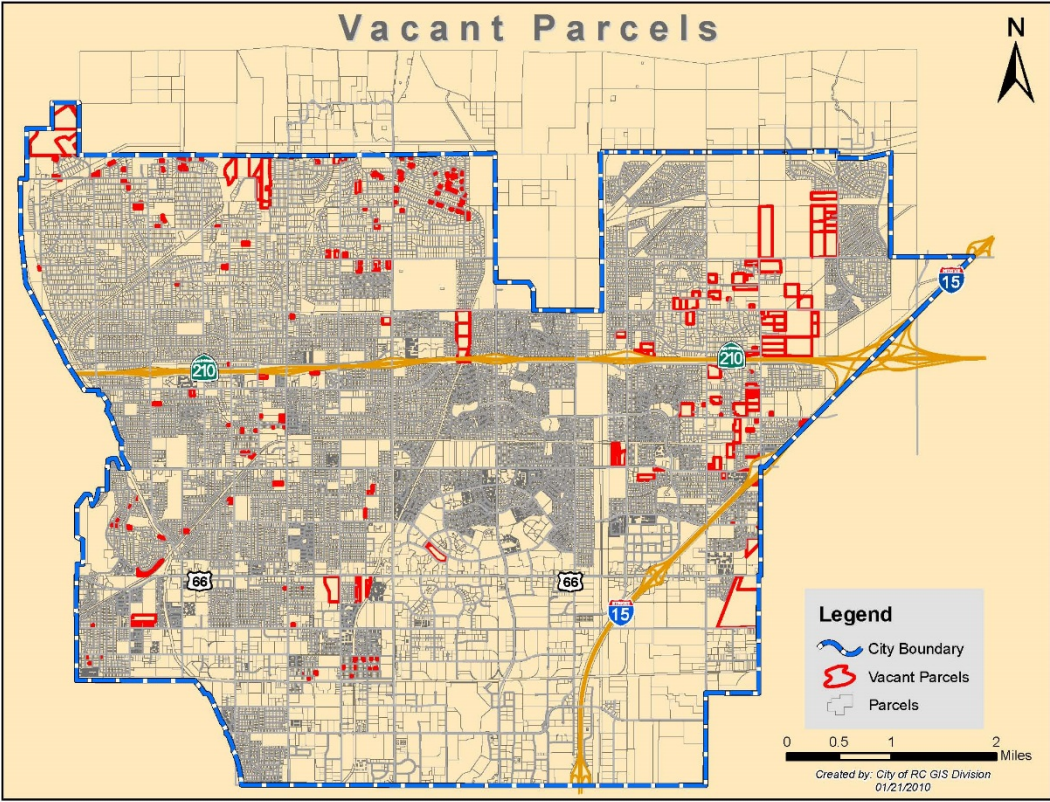 Vacant Parcels
N
15
210
210
66
66
15
Legend
City Boundary
Vacant Parcels
Parcels
0 0.5 1 2
Miles
Created by: City of RC GIS Division
01/21/2010